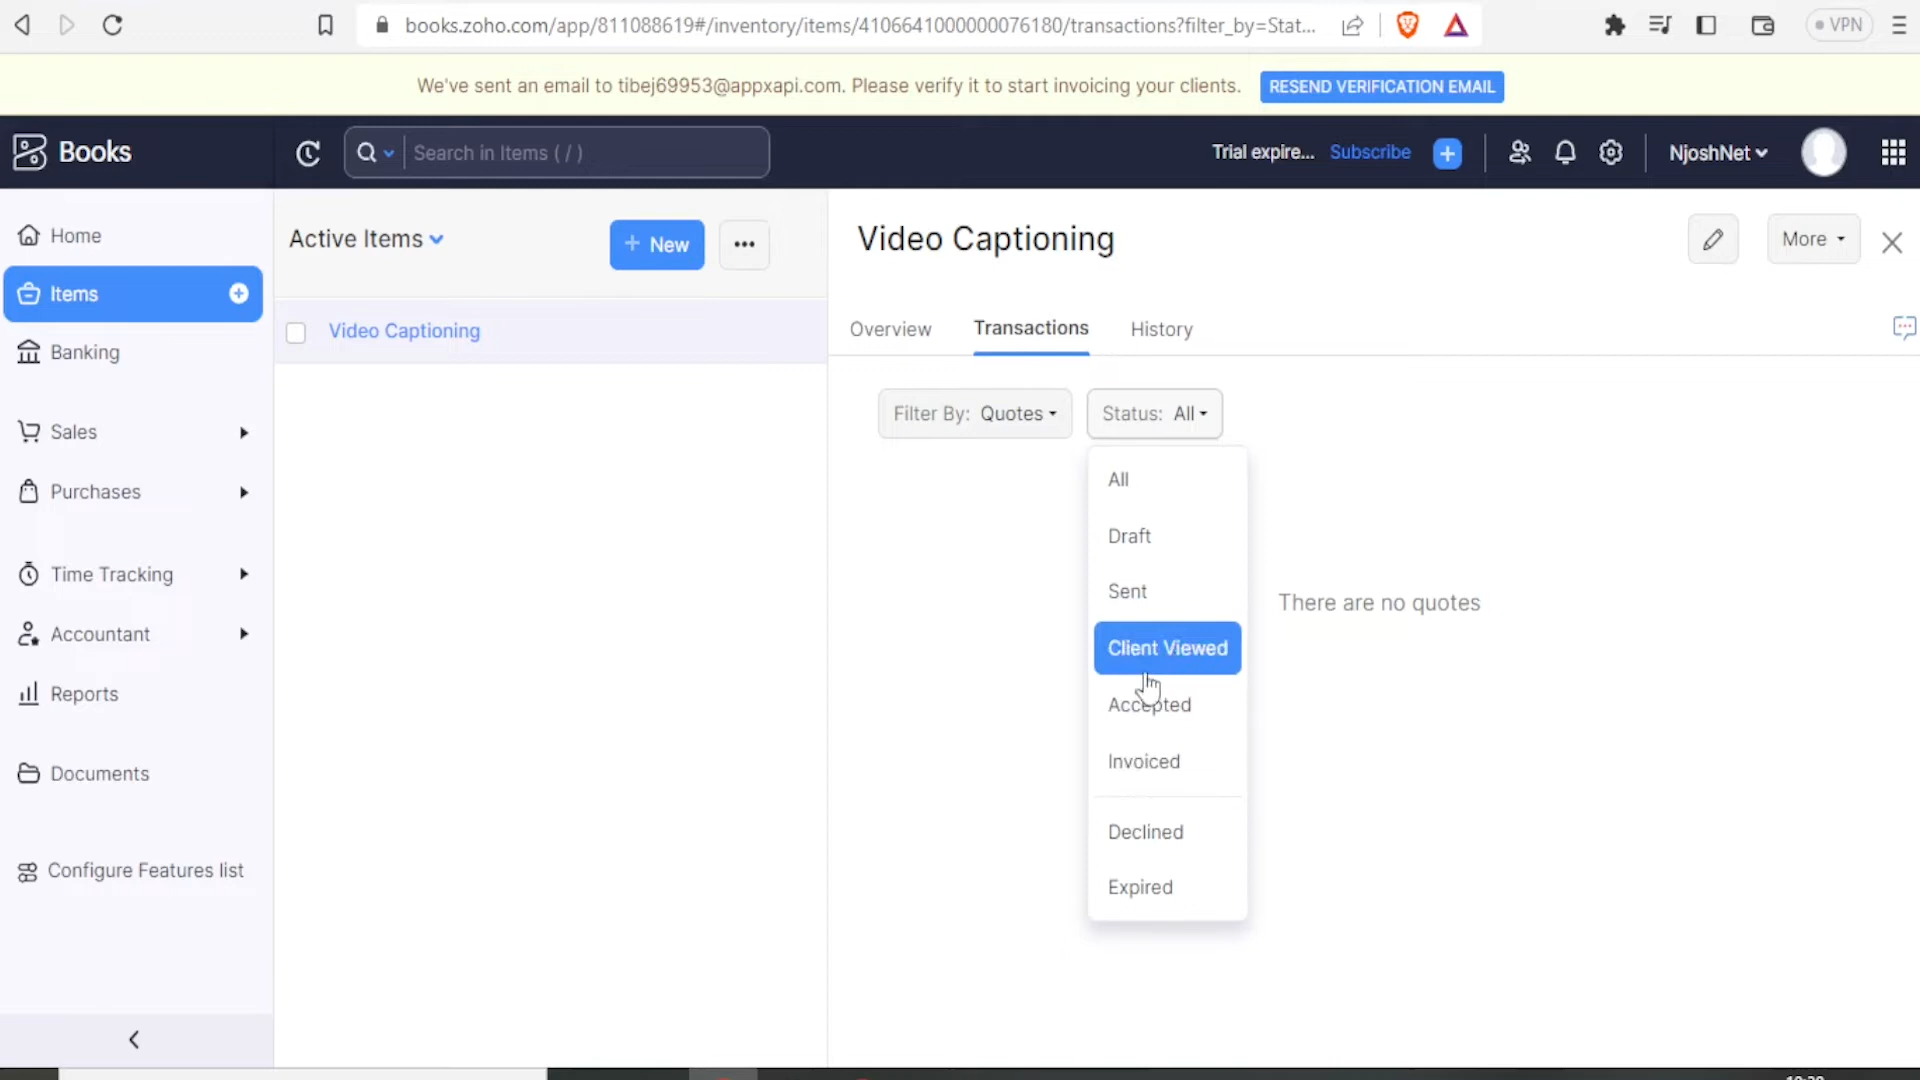 books.zoho.com/app/811088619#/inventory/items/4106641000000076180/transactions?filter_by=Stat...
VPN
We've sent an email to tibej69953@appxapi.com. Please verify it to start invoicing your clients.
RESEND VERIFICATION EMAIL
Books
Search in Items ( / )
Trial expire...
Subscribe
NjoshNet
Home
Items
Banking
Sales
Purchases
Time Tracking
Accountant
Reports
Documents
Configure Features list
Active Items
+ New
Video Captioning
Video Captioning
More
Overview
Transactions
History
Filter By: Quotes
Status: All
All
Draft
Sent
Client Viewed
Accepted
Invoiced
Declined
Expired
There are no quotes